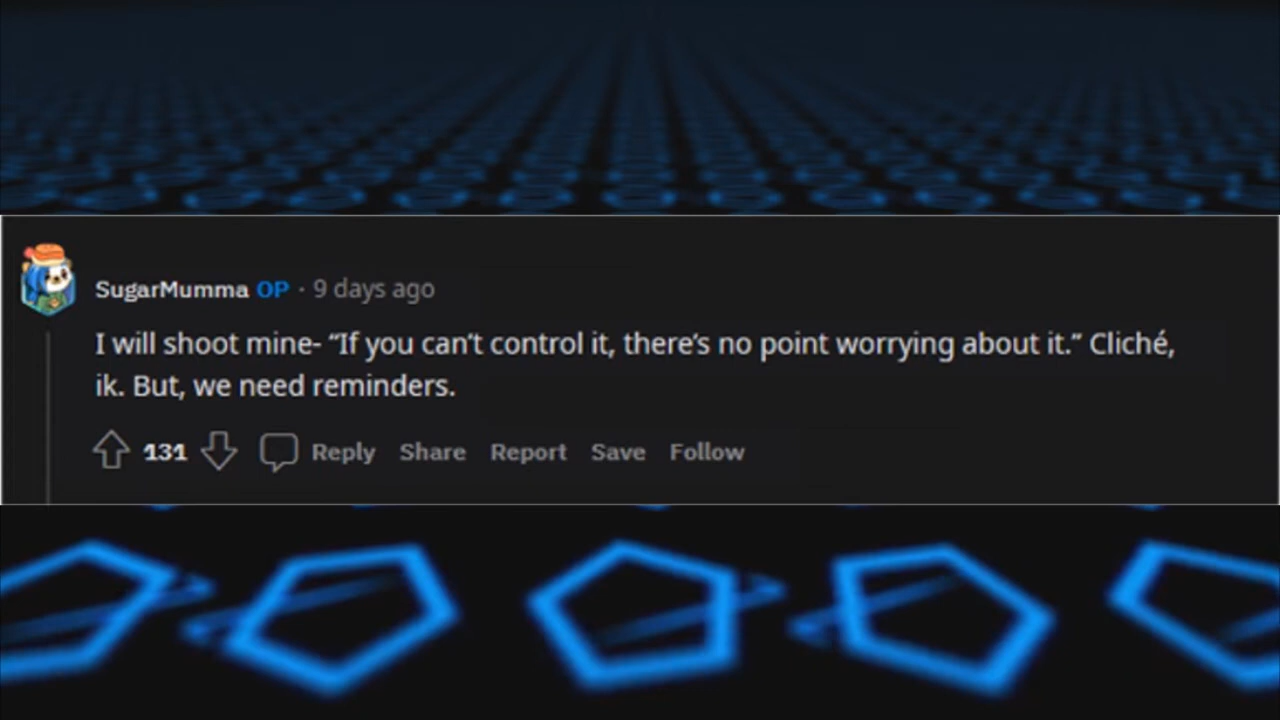 SugarMumma OP · 9 days ago
I will shoot mine- “If you can’t control it, there’s no point worrying about it.” Cliché,
ik. But, we need reminders.
131 Reply Share Report Save Follow